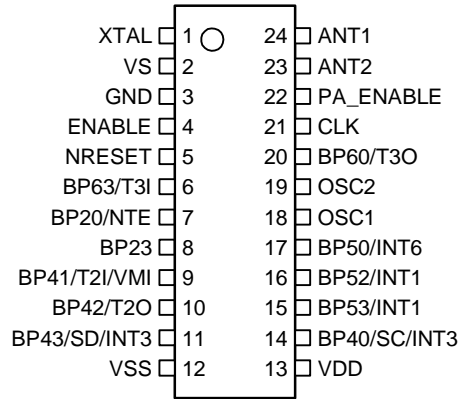 XTAL 1 24 ANT1
VS 2 23 ANT2
GND 3 22 PA_ENABLE
ENABLE 4 21 CLK
NRESET 5 20 BP60/T3O
BP63/T3I 6 19 OSC2
BP20/NTE 7 18 OSC1
BP23 8 17 BP50/INT6
BP41/T2I/VMI 9 16 BP52/INT1
BP42/T2O 10 15 BP53/INT1
BP43/SD/INT3 11 14 BP40/SC/INT3
VSS 12 13 VDD